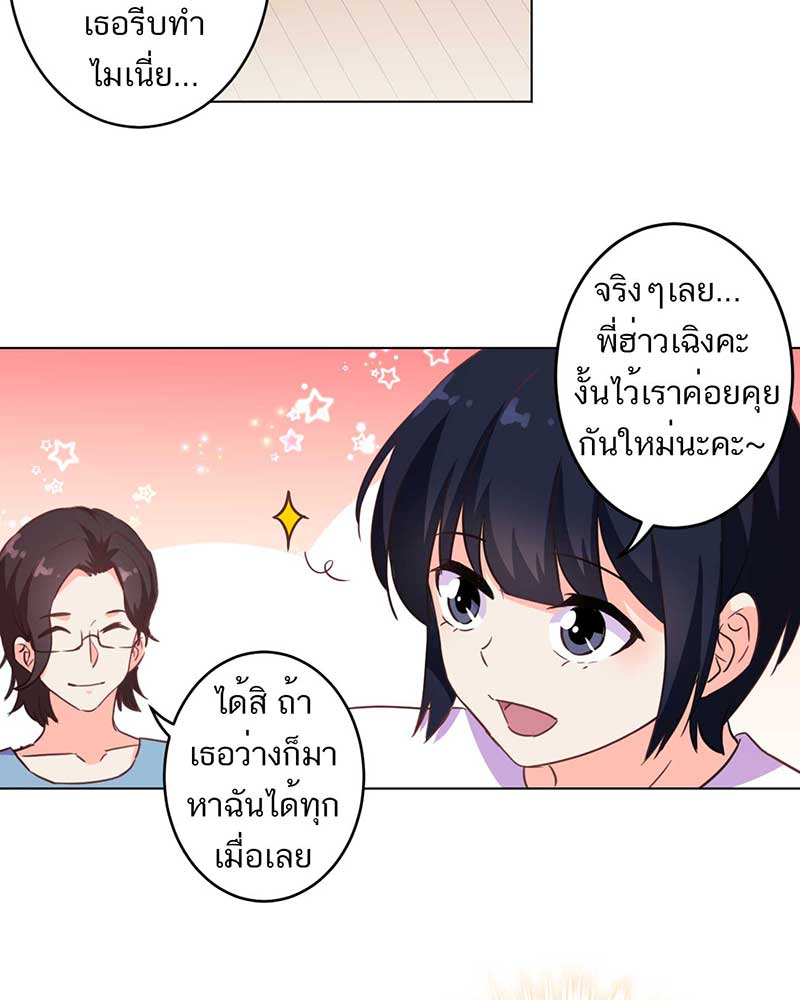 เธอรีบทำ
ไมเนี่ย...
จริงๆเลย...
พี่ฮ่าวเฉิงคะ
งั้นไว้เราค่อยคุย
กันใหม่นะคะ~
ได้สิ ถ้า
เธอว่างก็มา
หาฉันได้ทุก
เมื่อเลย